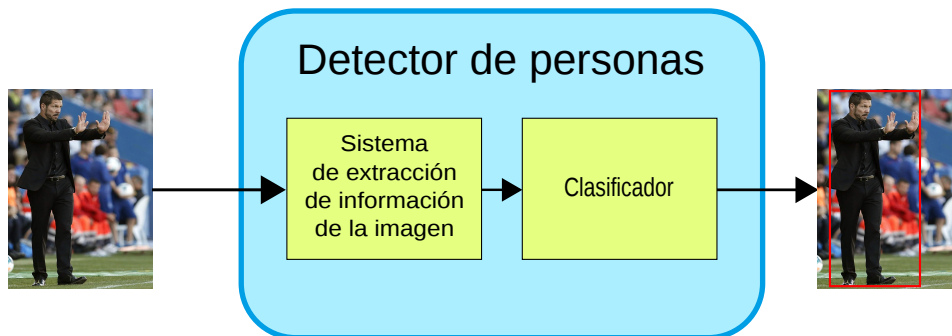 Detector de personas
Sistema
de extracción
de información
de la imagen
Clasificador